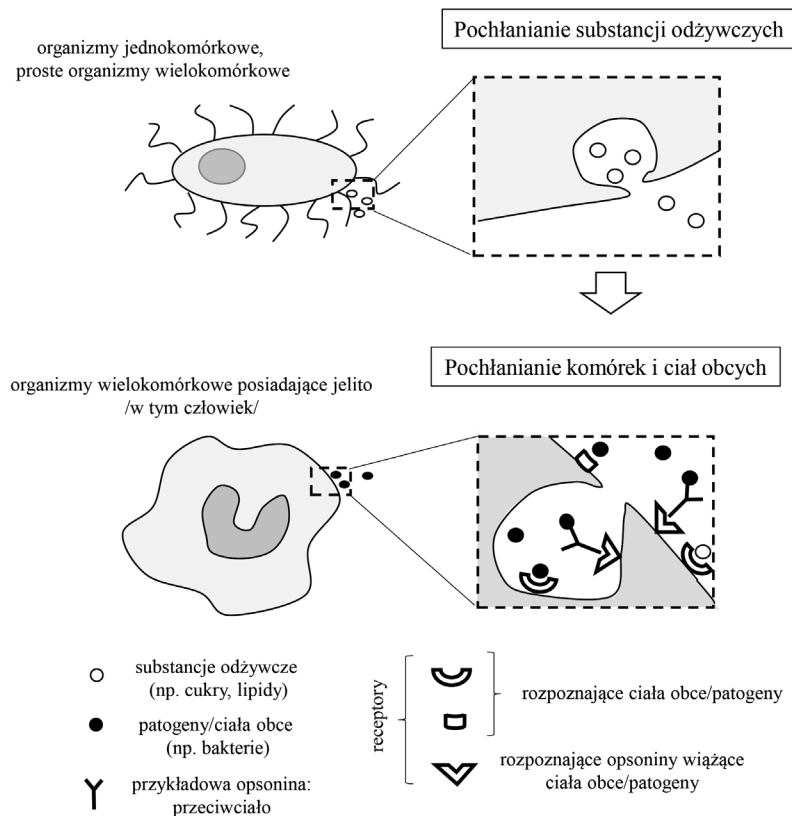 organizmy jednokomórkowe,
proste organizmy wielokomórkowe
Pochłanianie substancji odżywczych
Pochłanianie komórek i ciał obcych
organizmy wielokomórkowe posiadające jelito
/w tym człowiek/
substancje odżywcze
(np. cukry, lipidy)
patogeny/ciała obce
(np. bakterie)
przykładowa opsonina:
przeciwciało
receptory
rozpoznające ciała obce/patogeny
rozpoznające opsoniny wiążące
ciała obce/patogeny